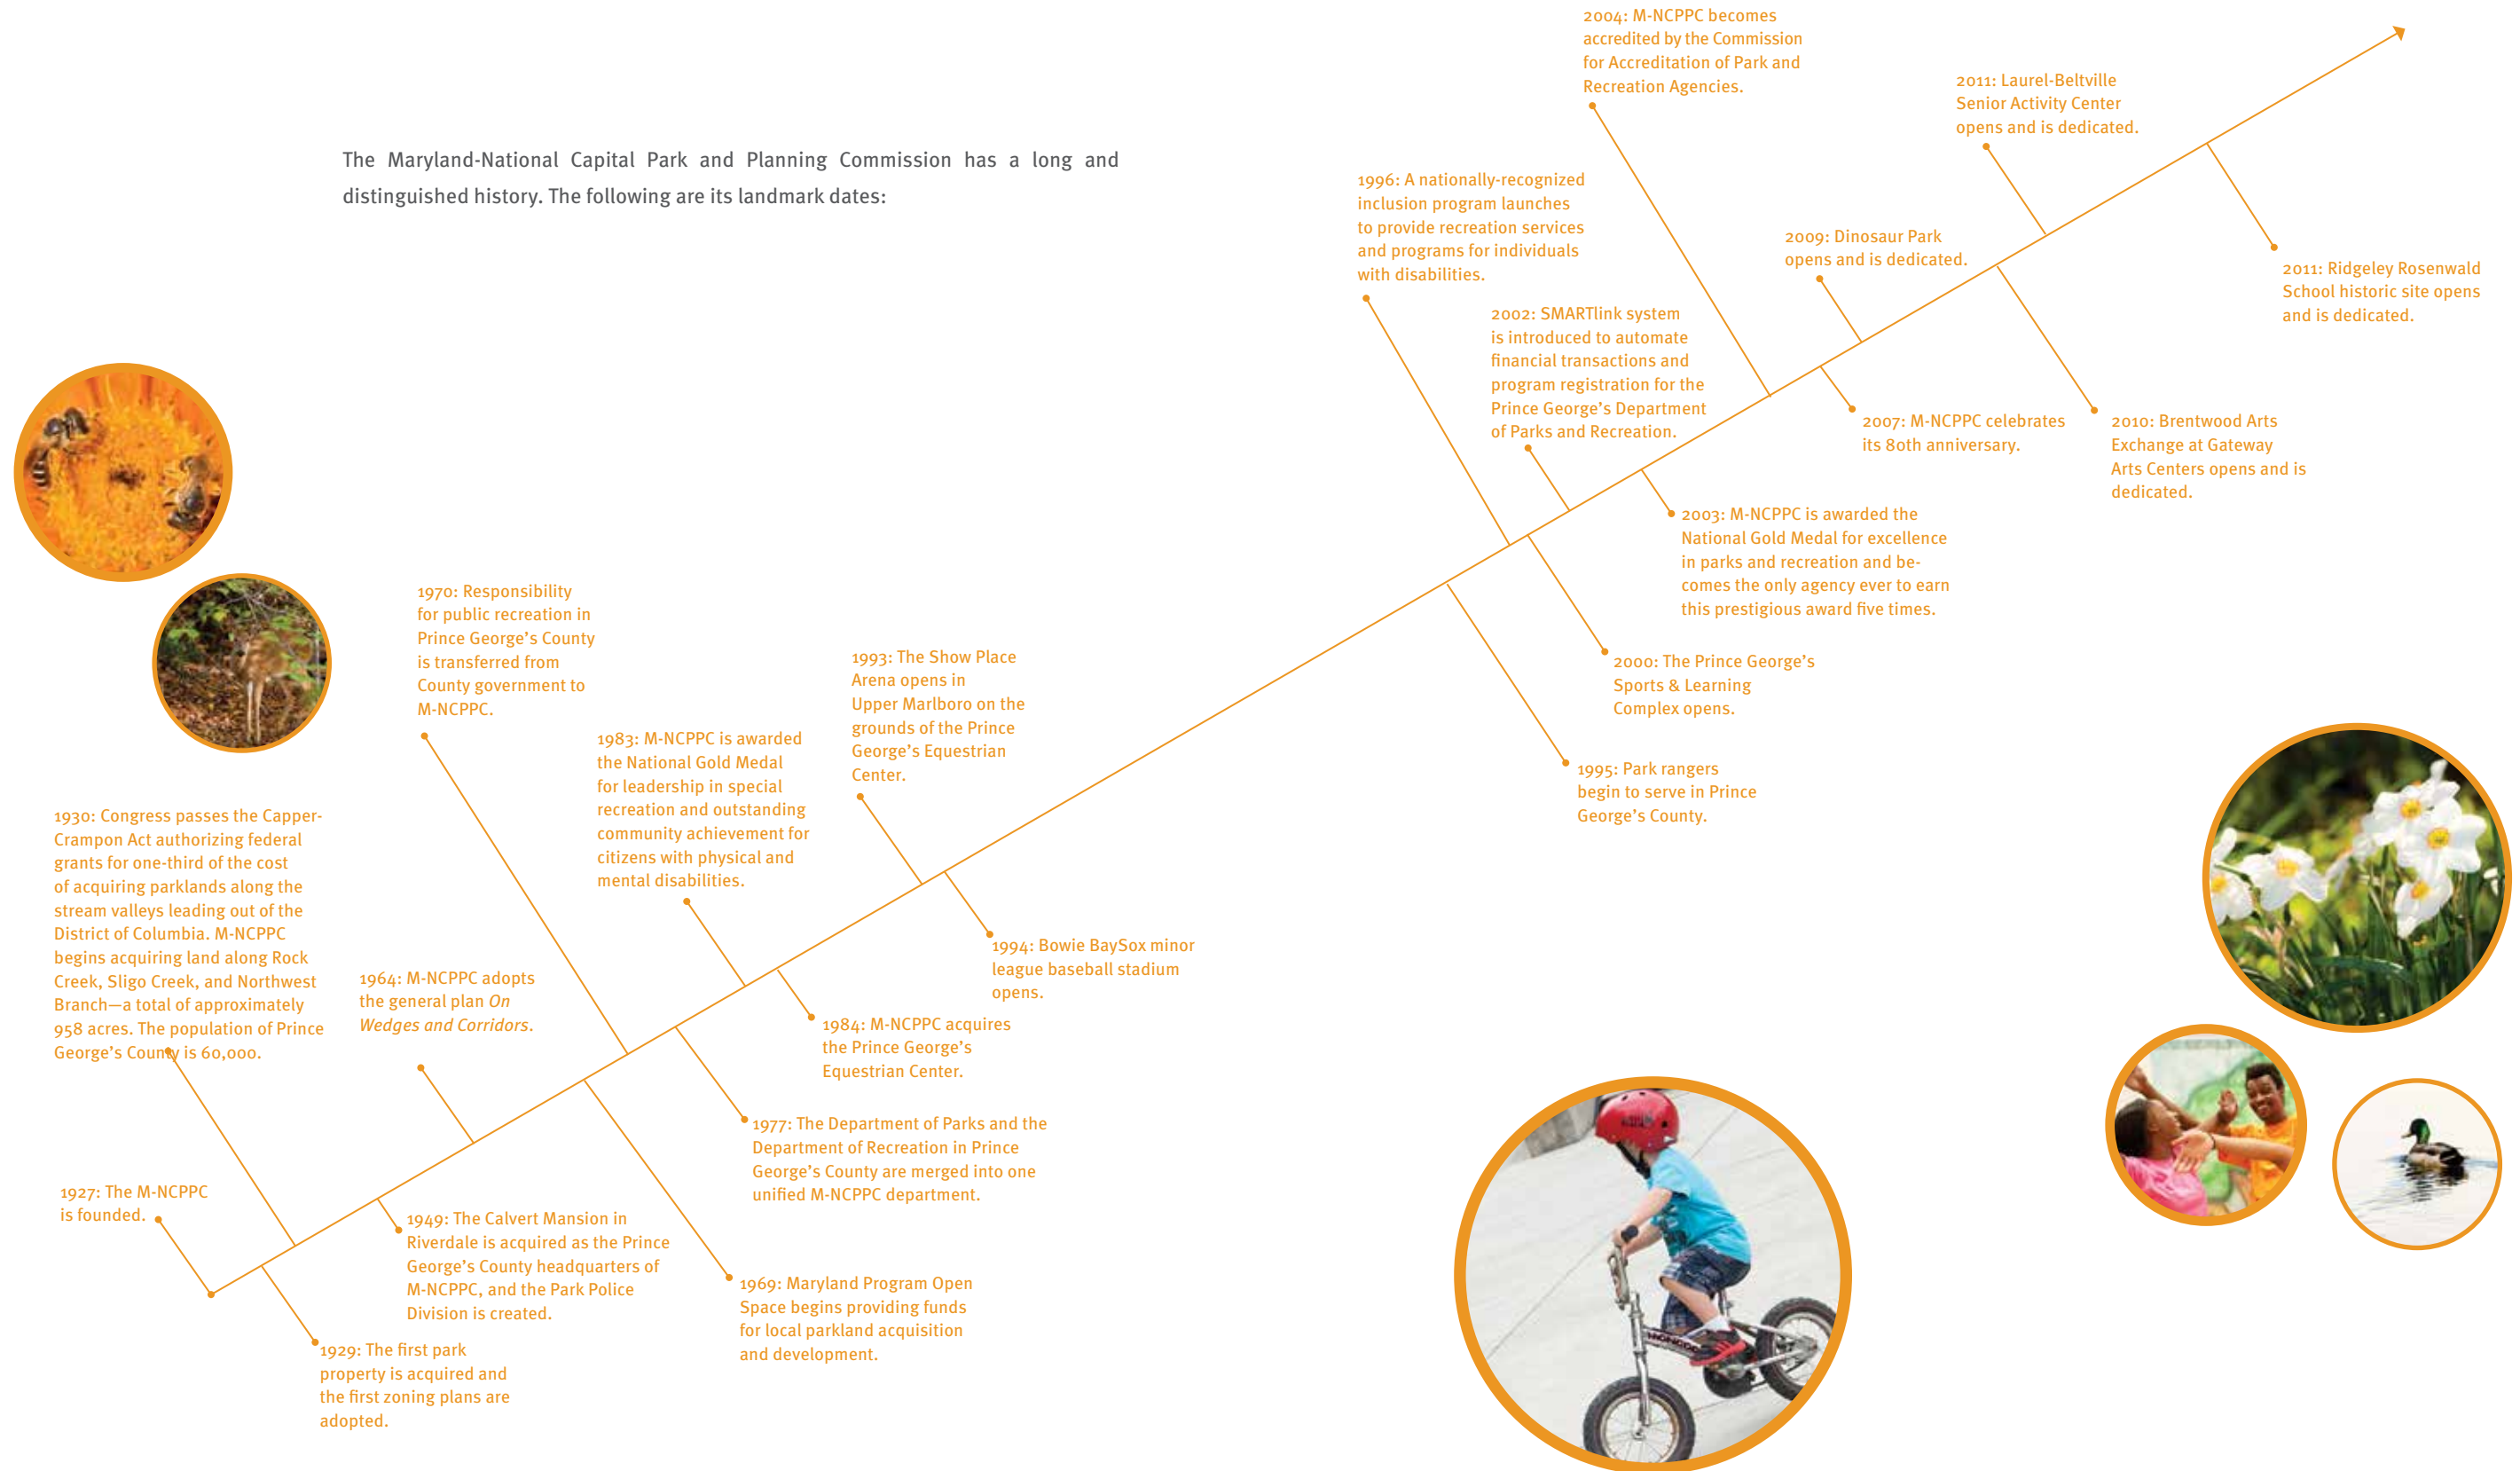 The Maryland-National Capital Park and Planning Commission has a long and
distinguished history. The following are its landmark dates:
1927: The M-NCPPC
is founded.
1929: The first park
property is acquired and
the first zoning plans are
adopted.
1930: Congress passes the Capper-
Crampon Act authorizing federal
grants for one-third of the cost
of acquiring parklands along the
stream valleys leading out of the
District of Columbia. M-NCPPC
begins acquiring land along Rock
Creek, Sligo Creek, and Northwest
Branch—a total of approximately
958 acres. The population of Prince
George's County is 60,000.
1949: The Calvert Mansion in
Riverdale is acquired as the Prince
George's County headquarters of
M-NCPPC, and the Park Police
Division is created.
1964: M-NCPPC adopts
the general plan On
Wedges and Corridors.
1969: Maryland Program Open
Space begins providing funds
for local parkland acquisition
and development.
1970: Responsibility
for public recreation in
Prince George's County
is transferred from
County government to
M-NCPPC.
1977: The Department of Parks and the
Department of Recreation in Prince
George's County are merged into one
unified M-NCPPC department.
1983: M-NCPPC is awarded
the National Gold Medal
for leadership in special
recreation and outstanding
community achievement for
citizens with physical and
mental disabilities.
1984: M-NCPPC acquires
the Prince George's
Equestrian Center.
1993: The Show Place
Arena opens in
Upper Marlboro on the
grounds of the Prince
George's Equestrian
Center.
1994: Bowie BaySox minor
league baseball stadium
opens.
1995: Park rangers
begin to serve in Prince
George's County.
1996: A nationally-recognized
inclusion program launches
to provide recreation services
and programs for individuals
with disabilities.
2000: The Prince George's
Sports & Learning
Complex opens.
2002: SMARTlink system
is introduced to automate
financial transactions and
program registration for the
Prince George's Department
of Parks and Recreation.
2003: M-NCPPC is awarded the
National Gold Medal for excellence
in parks and recreation and be-
comes the only agency ever to earn
this prestigious award five times.
2004: M-NCPPC becomes
accredited by the Commission
for Accreditation of Park and
Recreation Agencies.
2007: M-NCPPC celebrates
its 80th anniversary.
2009: Dinosaur Park
opens and is dedicated.
2010: Brentwood Arts
Exchange at Gateway
Arts Centers opens and is
dedicated.
2011: Laurel-Beltville
Senior Activity Center
opens and is dedicated.
2011: Ridgeley Rosenwald
School historic site opens
and is dedicated.